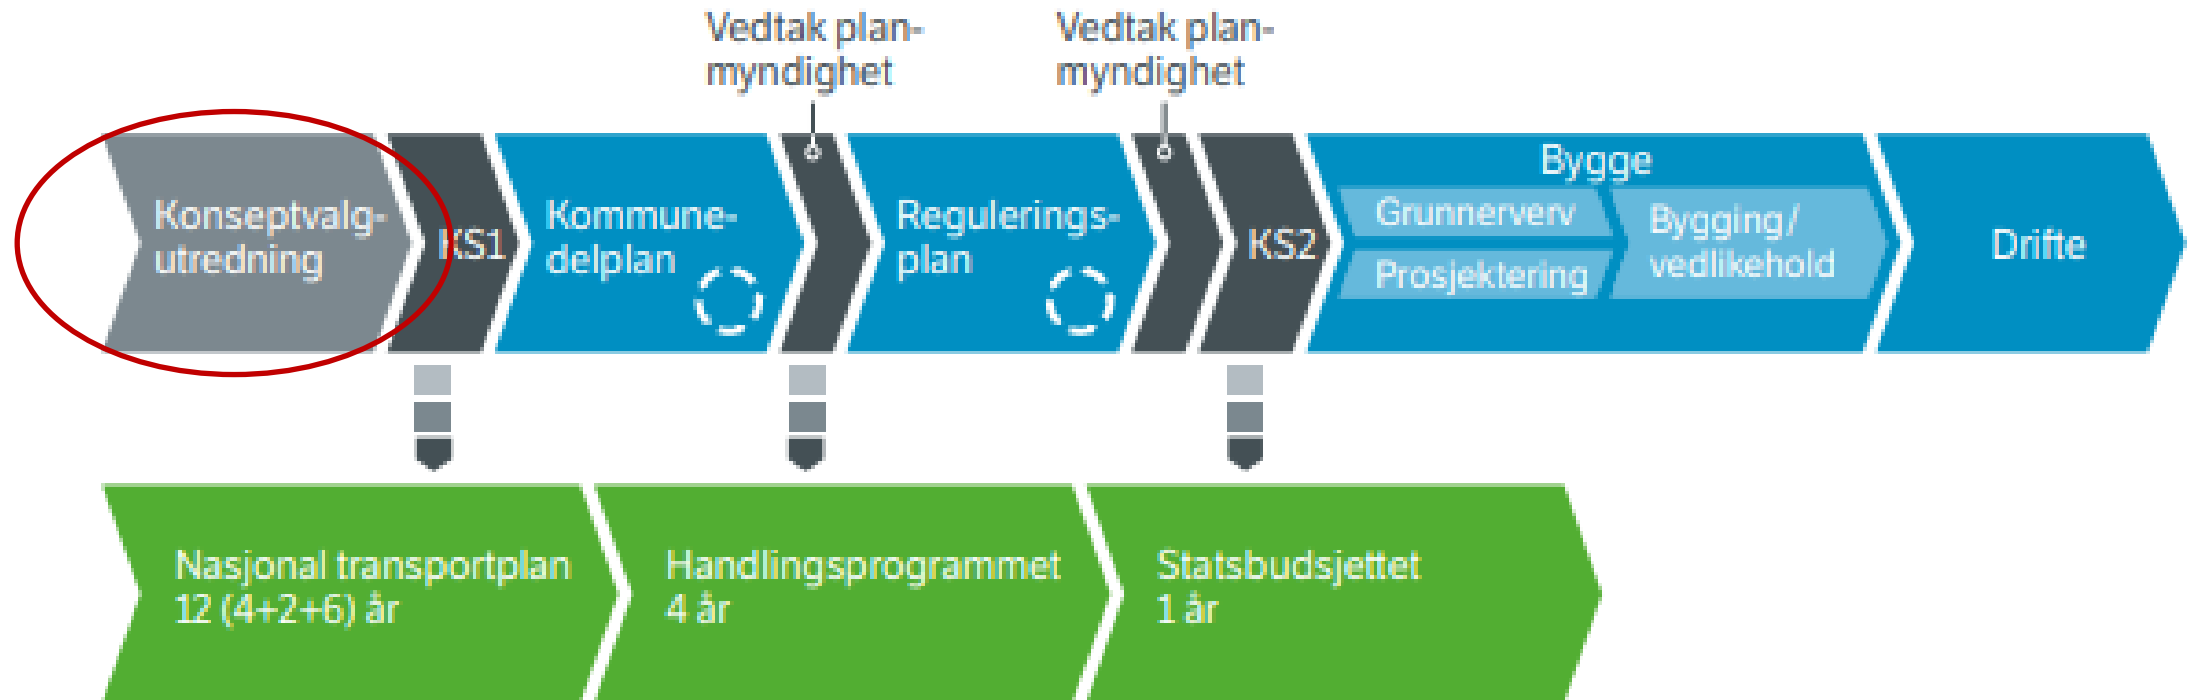 Vedtak plan-
myndighet
Vedtak plan-
myndighet
Konseptvalg-
utredning
KS1
Kommune-
delplan
Regulerings-
plan
KS2
Bygge
Grunnerverv
Prosjektering
Bygging/
vedlikehold
Drifte
Nasjonal transportplan
12 (4+2+6) år
Handlingsprogrammet
4 år
Statsbudsjettet
1 år